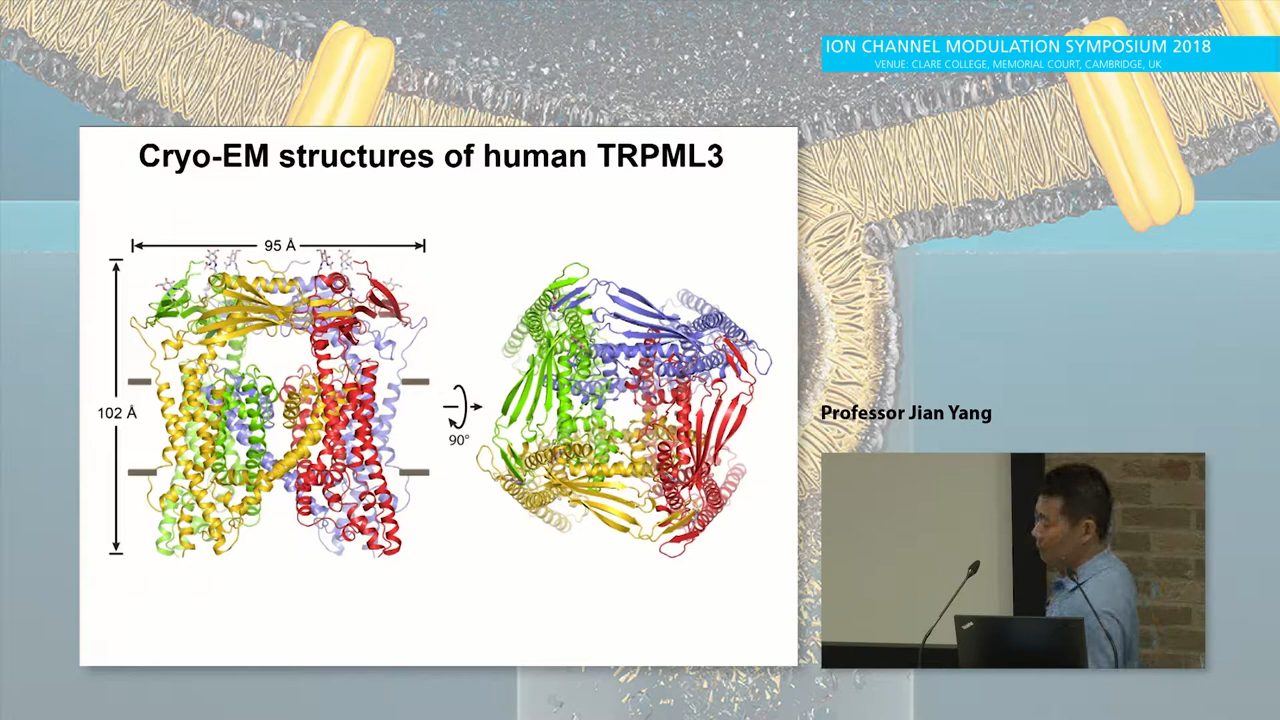 ION CHANNEL MODULATION SYMPOSIUM 2018
VENUE: CLARE COLLEGE, MEMORIAL COURT, CAMBRIDGE, UK
Cryo-EM structures of human TRPML3
95 Å
102 Å
90°
Professor Jian Yang